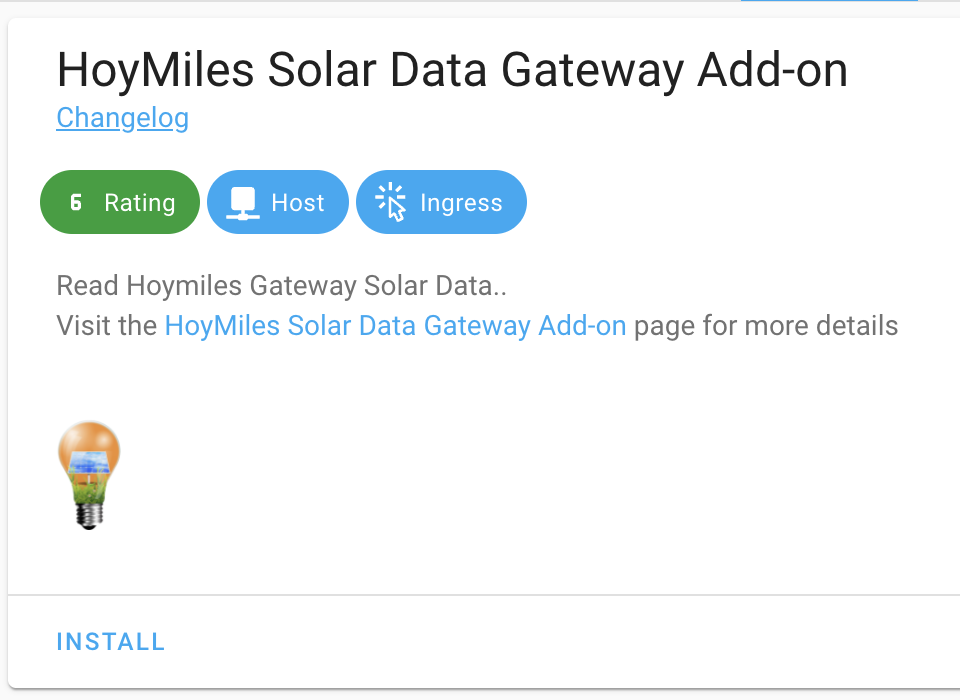 HoyMiles Solar Data Gateway Add-on
Changelog
6 Rating Host Ingress
Read Hoymiles Gateway Solar Data..
Visit the HoyMiles Solar Data Gateway Add-on page for more details
INSTALL